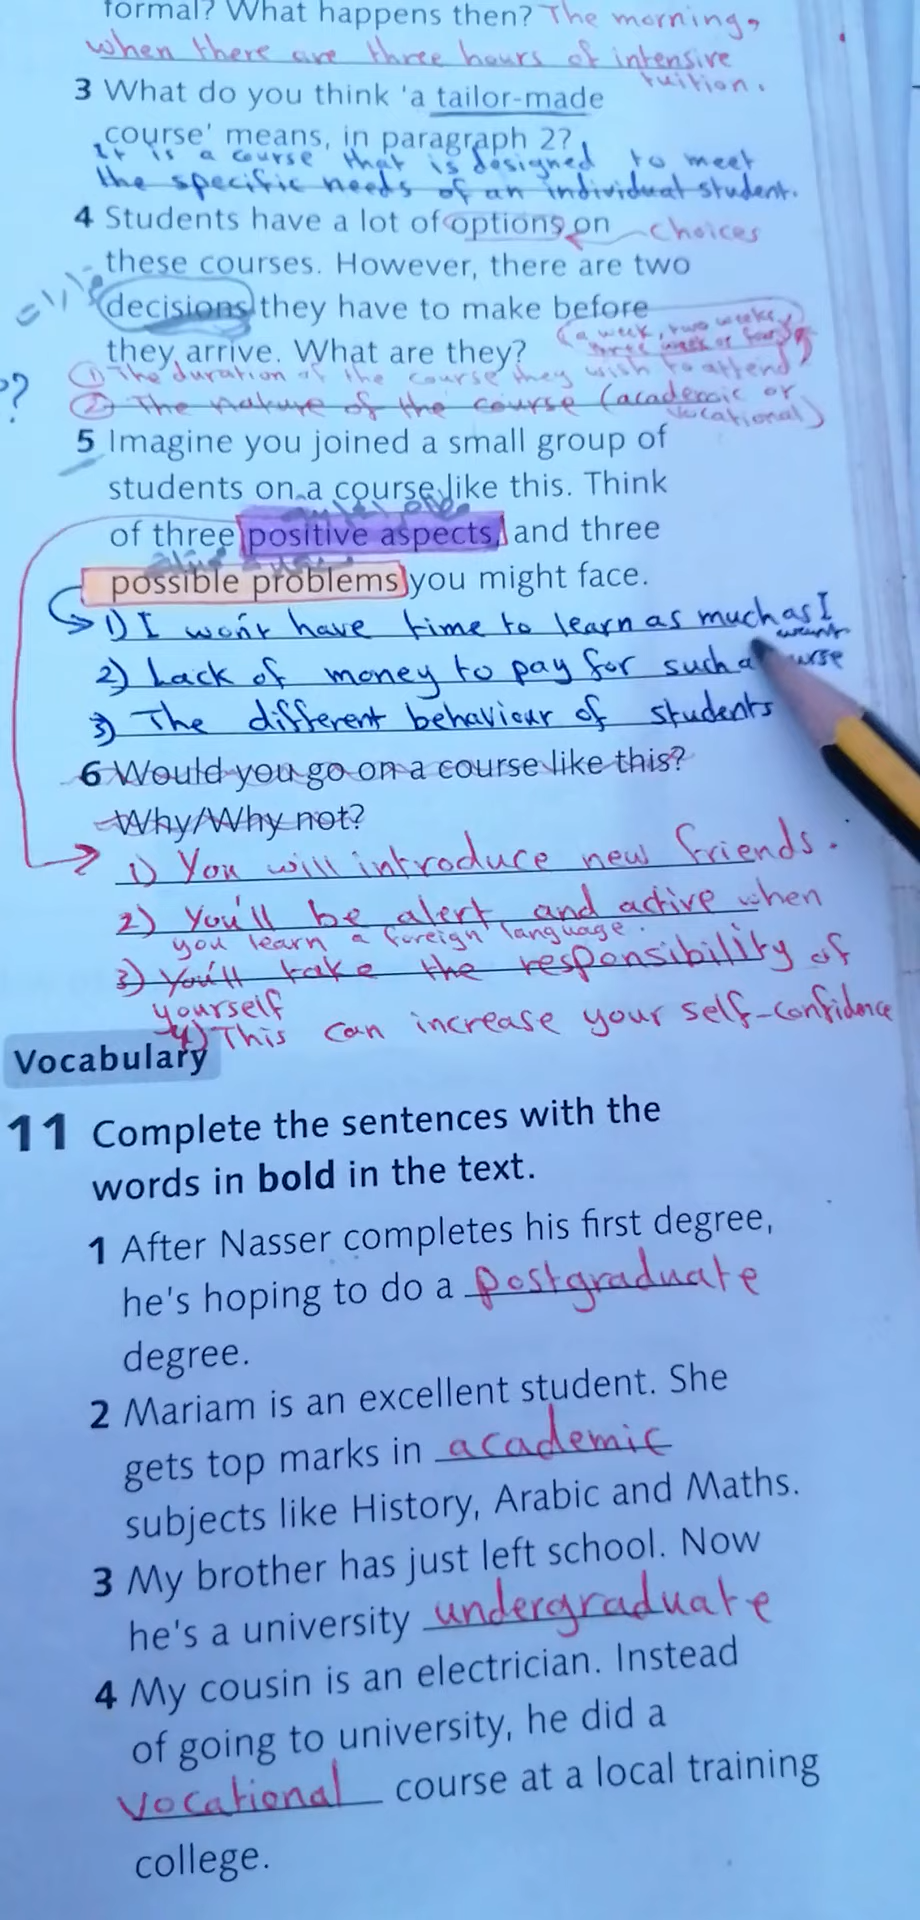 formal? What happens then? The morning,
when there are three hours of intensive
tuition.
3 What do you think 'a tailor-made
course' means, in paragraph 2?
It is a course that is designed to meet
the specific needs of an individual student.
4 Students have a lot of options on choices
these courses. However, there are two
decisions they have to make before
they arrive. What are they? (a week, two weeks,
three week or four)
① The duration of the course they wish to attend
② The nature of the course (academic or
vocational)
5 Imagine you joined a small group of
students on a course like this. Think
of three positive aspects, and three
possible problems you might face.
1) I won't have time to learn as much as I
want
2) Lack of money to pay for such a urse
3) The different behaviour of students
6 Would you go on a course like this?
Why/Why not?
1) You will introduce new friends.
2) You'll be alert and active when
you learn a foreign language.
3) You'll take the responsibility of
yourself
4) This can increase your self-confidence
Vocabulary
11 Complete the sentences with the
words in bold in the text.
1 After Nasser completes his first degree,
he's hoping to do a postgraduate
degree.
2 Mariam is an excellent student. She
gets top marks in academic
subjects like History, Arabic and Maths.
3 My brother has just left school. Now
he's a university undergraduate
4 My cousin is an electrician. Instead
of going to university, he did a
vocational course at a local training
college.